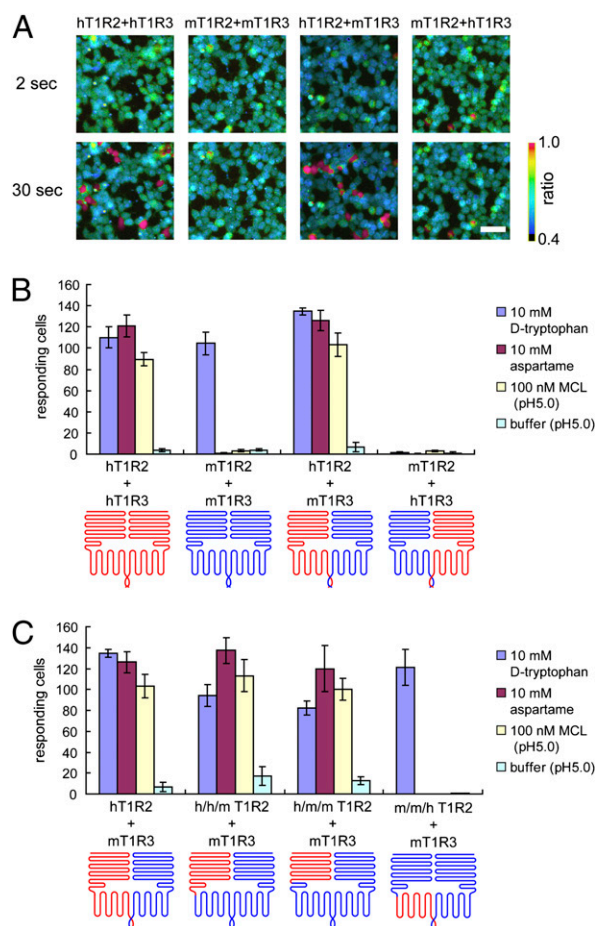 A
hT1R2+hT1R3 mT1R2+mT1R3 hT1R2+mT1R3 mT1R2+hT1R3
2 sec
30 sec
1.0
ratio
0.4
B
responding cells
160
140
120
100
80
60
40
20
0
hT1R2 mT1R2 hT1R2 mT1R2
+ + + +
hT1R3 mT1R3 mT1R3 hT1R3
10 mM
D-tryptophan
10 mM
aspartame
100 nM MCL
(pH5.0)
buffer (pH5.0)
C
responding cells
160
140
120
100
80
60
40
20
0
hT1R2 h/h/m T1R2 h/m/m T1R2 m/m/h T1R2
+ + + +
mT1R3 mT1R3 mT1R3 mT1R3
10 mM
D-tryptophan
10 mM
aspartame
100 nM MCL
(pH5.0)
buffer (pH5.0)